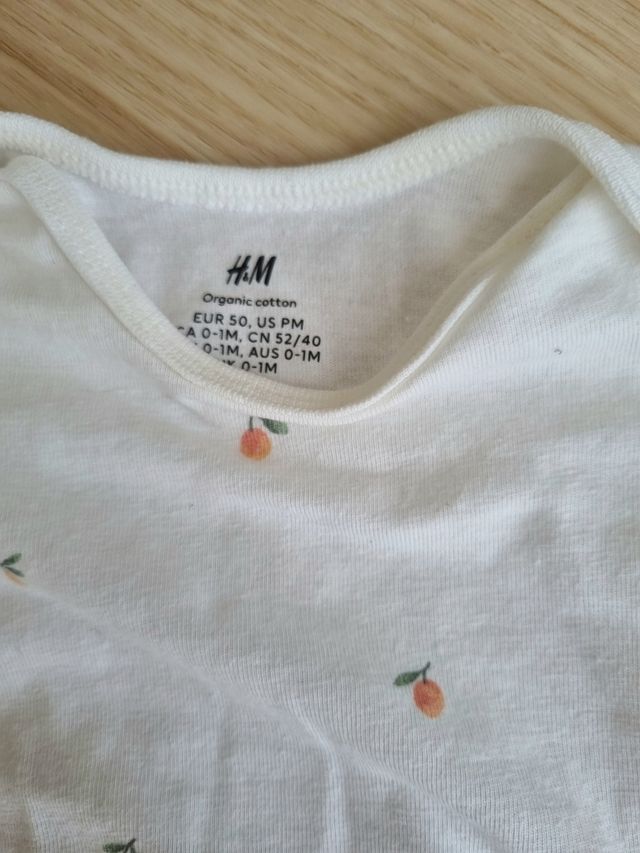 H&M
Organic cotton
EUR 50, US PM
A 0-1M, CN 52/40
0-1M, AUS 0-1M
0-1M